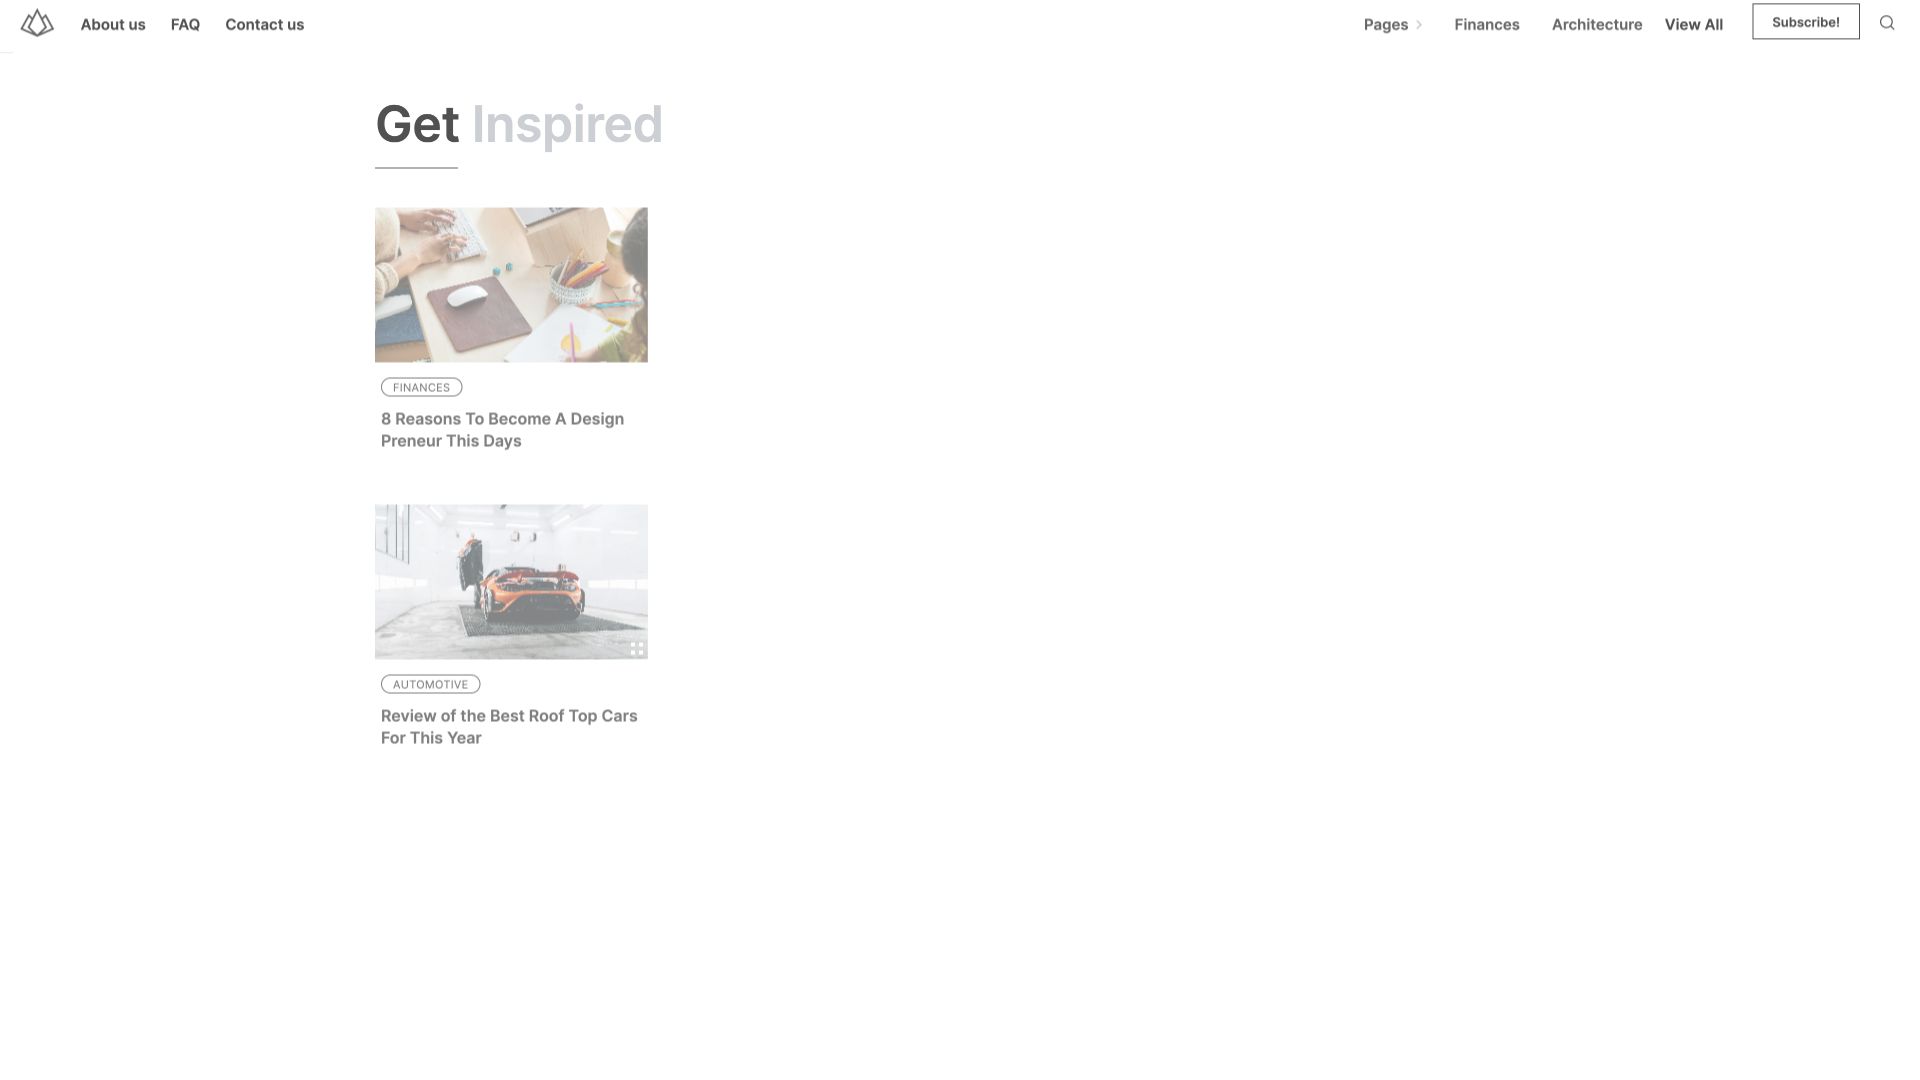 About us FAQ Contact us Pages Finances Architecture View All Subscribe!
Get Inspired
FINANCES
8 Reasons To Become A Design
Preneur This Days
AUTOMOTIVE
Review of the Best Roof Top Cars
For This Year